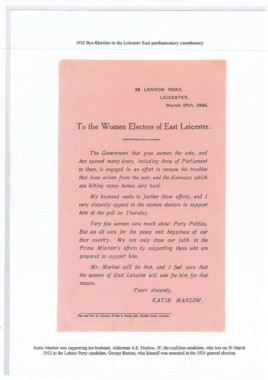 1922 Bye-Election in the Leicester East parliamentary constituency
39 LONDON ROAD,
LEICESTER,
March 25th, 1922.
To the Women Electors of East Leicester.
The Government that gave women the vote, and
has opened many doors, including those of Parliament
to them, is engaged in an effort to remove the troubles
that have arisen from the war, and the distresses which
are hitting many homes very hard.
My husband seeks to further these efforts, and I
very sincerely appeal to the women electors to support
him at the poll on Thursday.
Very few women care much about Party Politics.
But we all care for the peace and happiness of our
dear country. We can only show our faith in the
Prime Minister's efforts by supporting those who are
prepared to support him.
Mr. Marlow will do that, and I feel sure that
the women of East Leicester will vote for him for that
reason.
Yours sincerely,
KATIE MARLOW.
Katie Marlow was supporting her husband, Alderman A.E. Marlow, JP, the coalition candidate, who lost on 30 March
1922 to the Labour Party candidate, George Banton, who himself was unseated in the 1924 general election.